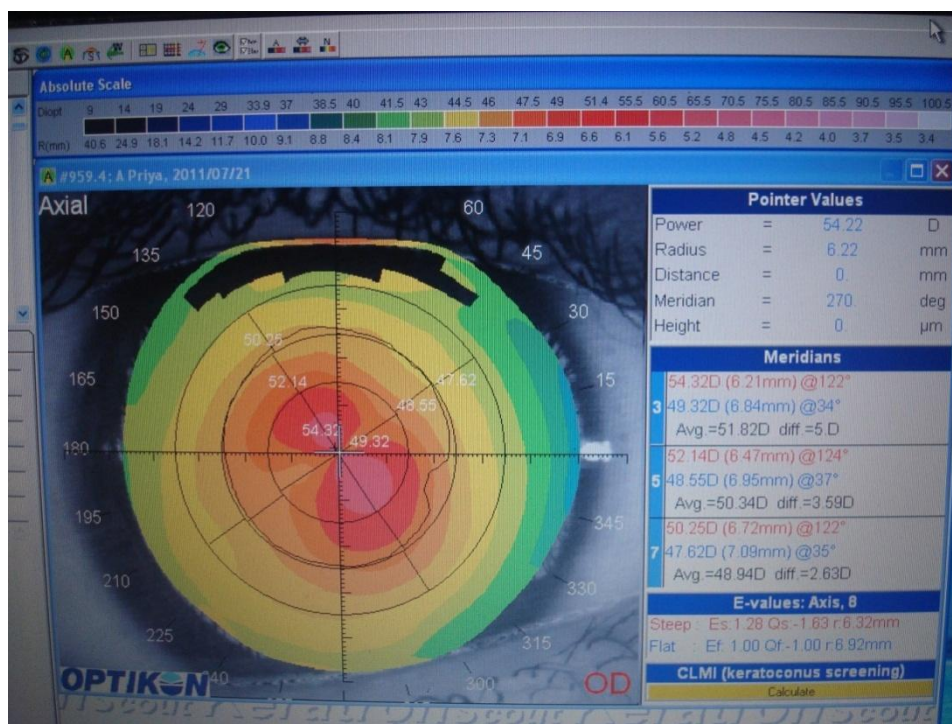 Absolute Scale
Diopt 9 14 19 24 29 33.9 37 38.5 40 41.5 43 44.5 46 47.5 49 51.4 55.5 60.5 65.5 70.5 75.5 80.5 85.5 90.5 95.5 100.5
R(mm) 40.6 24.9 18.1 14.2 11.7 10.0 9.1 8.8 8.4 8.1 7.9 7.6 7.3 7.1 6.9 6.6 6.1 5.6 5.2 4.8 4.5 4.2 4.0 3.7 3.5 3.4
#959.4; A Priya, 2011/07/21
Axial
120
60
135
45
150
30
165
15
180
195
345
210
330
225
315
300
50.25
47.62
52.14
48.55
54.32
49.32
OPTIKON
OD
Pointer Values
Power = 54.22 D
Radius = 6.22 mm
Distance = 0. mm
Meridian = 270. deg
Height = 0 µm
Meridians
3
54.32D (6.21mm) @122°
49.32D (6.84mm) @34°
Avg.=51.82D diff.=5.D
5
52.14D (6.47mm) @124°
48.55D (6.95mm) @37°
Avg.=50.34D diff.=3.59D
7
50.25D (6.72mm) @122°
47.62D (7.09mm) @35°
Avg.=48.94D diff.=2.63D
E-values: Axis, 8
Steep : Es:1.28 Qs:-1.63 r:6.32mm
Flat : Ef: 1.00 Qf:-1.00 r:6.92mm
CLMI (keratoconus screening)
Calculate